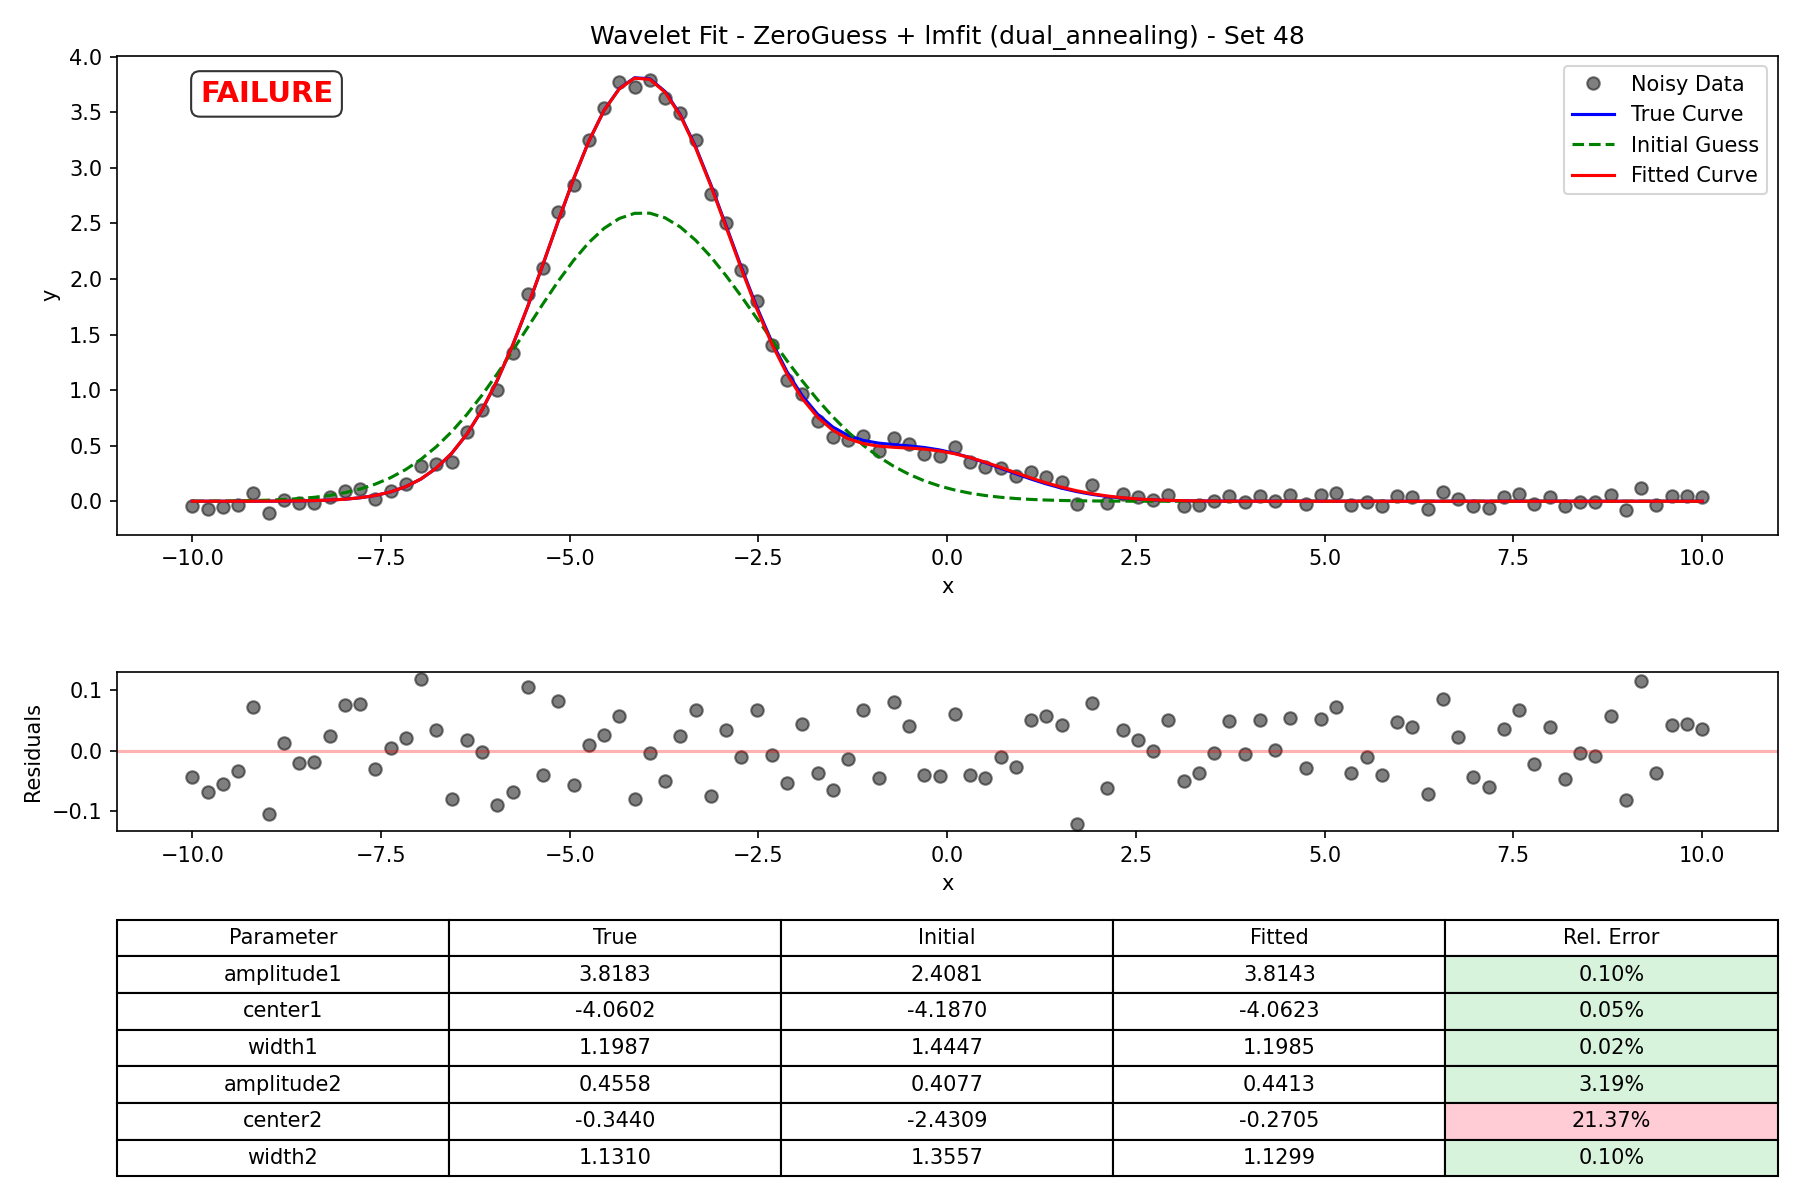 Wavelet Fit - ZeroGuess + lmfit (dual_annealing) - Set 48
FAILURE
Noisy Data
True Curve
Initial Guess
Fitted Curve
y
4.0
3.5
3.0
2.5
2.0
1.5
1.0
0.5
0.0
−10.0 −7.5 −5.0 −2.5 0.0 2.5 5.0 7.5 10.0
x
Residuals
0.1
0.0
−0.1
−10.0 −7.5 −5.0 −2.5 0.0 2.5 5.0 7.5 10.0
x
Parameter True Initial Fitted Rel. Error
amplitude1 3.8183 2.4081 3.8143 0.10%
center1 -4.0602 -4.1870 -4.0623 0.05%
width1 1.1987 1.4447 1.1985 0.02%
amplitude2 0.4558 0.4077 0.4413 3.19%
center2 -0.3440 -2.4309 -0.2705 21.37%
width2 1.1310 1.3557 1.1299 0.10%